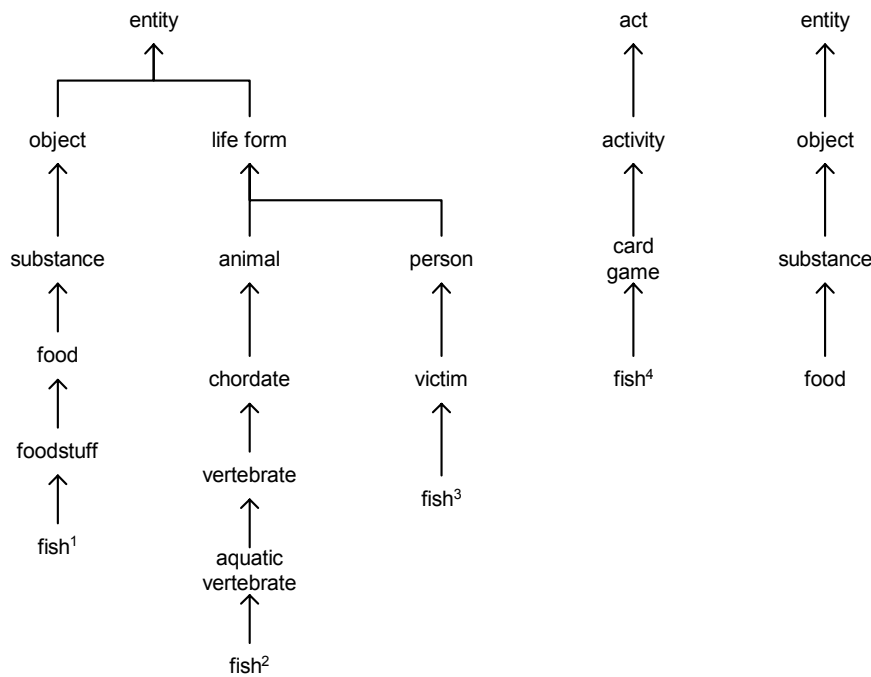 entity
act
entity
object
life form
activity
object
substance
animal
person
card
game
substance
food
chordate
victim
fish⁴
food
foodstuff
vertebrate
fish³
fish¹
aquatic
vertebrate
fish²